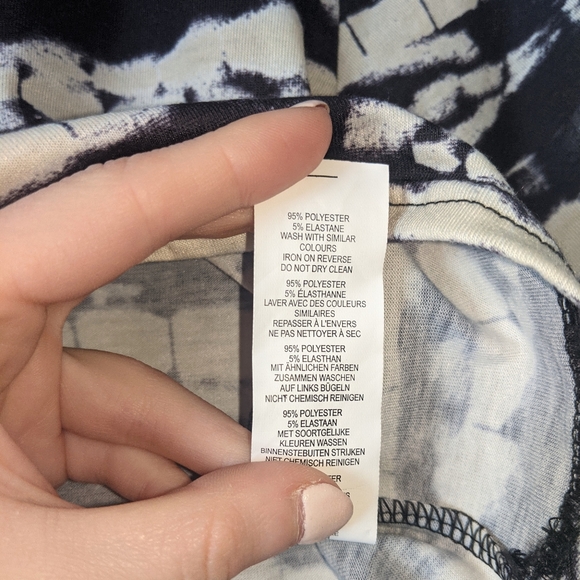 95% POLYESTER
5% ELASTANE
WASH WITH SIMILAR
COLOURS
IRON ON REVERSE
DO NOT DRY CLEAN
95% POLYESTER
5% ÉLASTHANNE
LAVER AVEC DES COULEURS
SIMILAIRES
REPASSER À L'ENVERS
NE PAS NETTOYER À SEC
95% POLYESTER
5% ELASTHAN
MIT ÄHNLICHEN FARBEN
ZUSAMMEN WASCHEN
AUF LINKS BÜGELN
NICHT CHEMISCH REINIGEN
95% POLYESTER
5% ELASTAAN
MET SOORTGELIJKE
KLEUREN WASSEN
BINNENSTEBUITEN STRIJKEN
NIET CHEMISCH REINIGEN